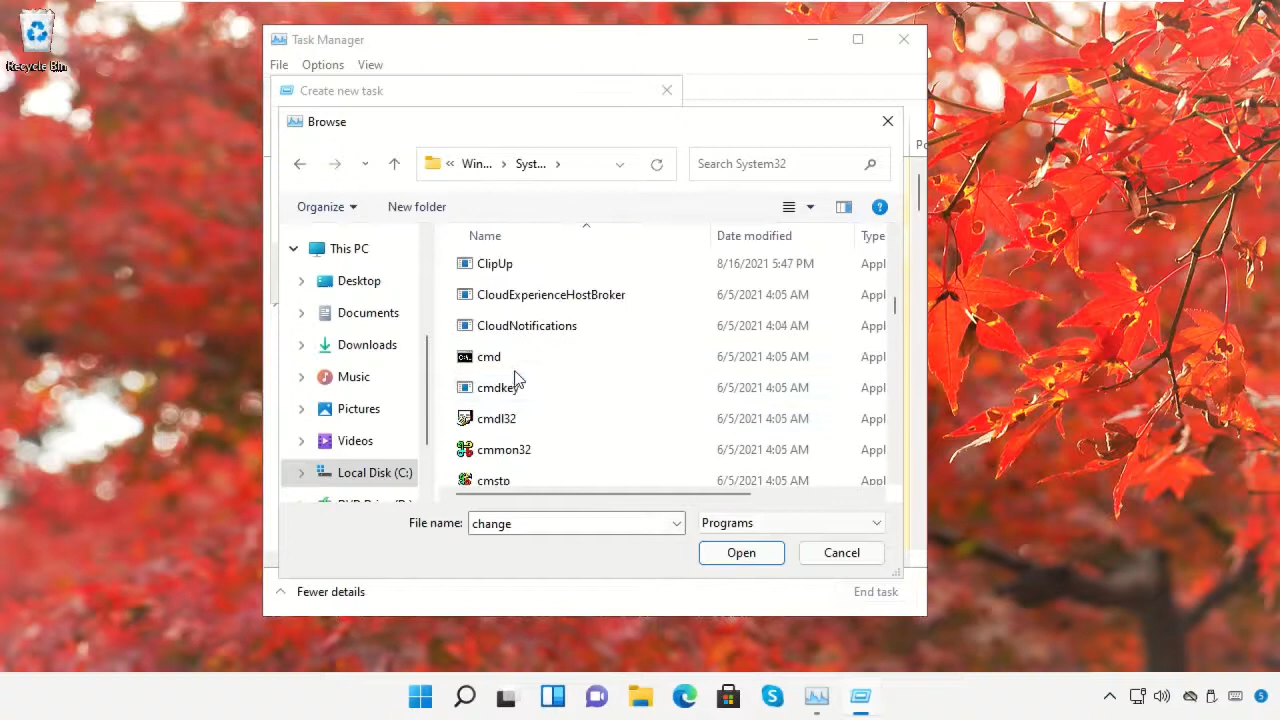 Recycle Bin
Task Manager
File Options View
Create new task
Browse
« Win... > Syst... >
Search System32
Organize New folder
Name Date modified Type
This PC
Desktop
Documents
Downloads
Music
Pictures
Videos
Local Disk (C:)
ClipUp 8/16/2021 5:47 PM Appl
CloudExperienceHostBroker 6/5/2021 4:05 AM Appl
CloudNotifications 6/5/2021 4:04 AM Appl
cmd 6/5/2021 4:05 AM Appl
cmdkey 6/5/2021 4:05 AM Appl
cmdl32 6/5/2021 4:05 AM Appl
cmmon32 6/5/2021 4:05 AM Appl
cmstp 6/5/2021 4:05 AM Appl
File name: change Programs
Open Cancel
Fewer details End task
5